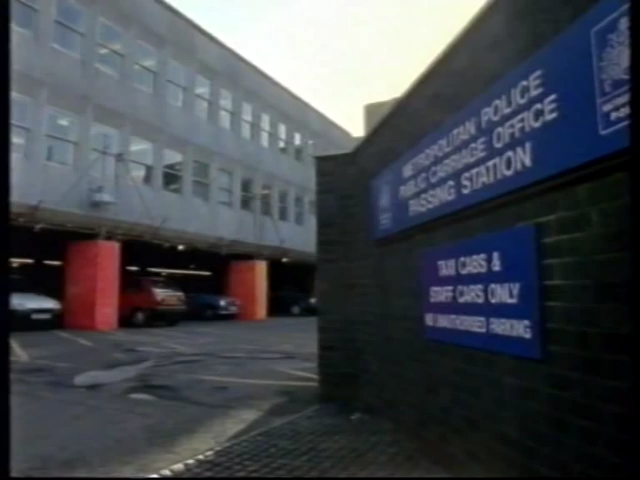 METROPOLITAN POLICE
PUBLIC CARRIAGE OFFICE
PASSING STATION
TAXI CABS &
STAFF CARS ONLY
NO UNAUTHORISED PARKING